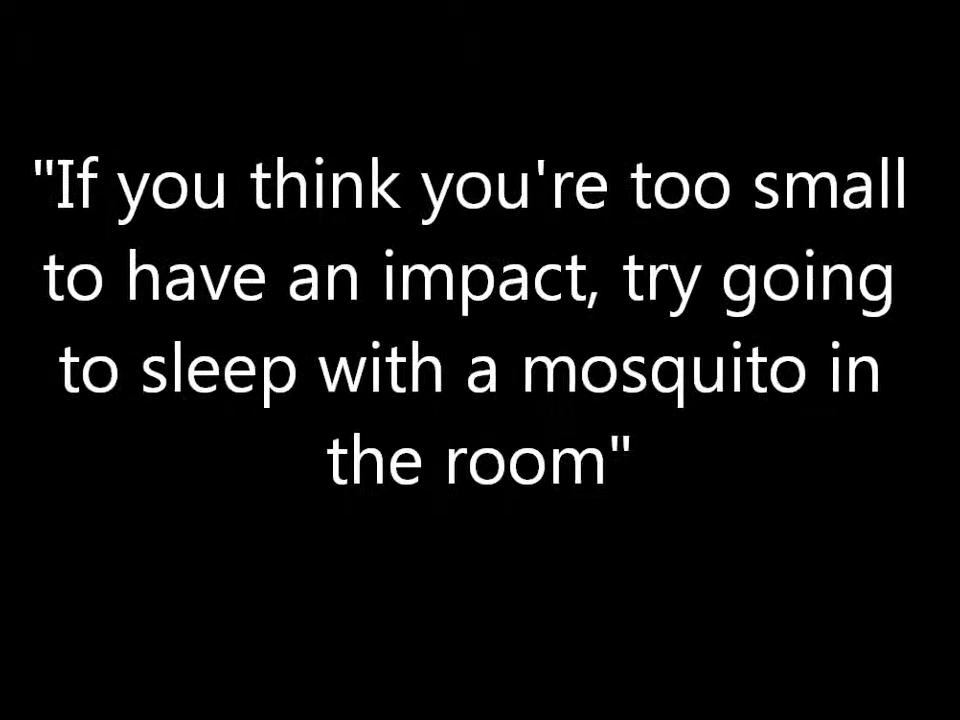 "If you think you're too small
to have an impact, try going
to sleep with a mosquito in
the room"